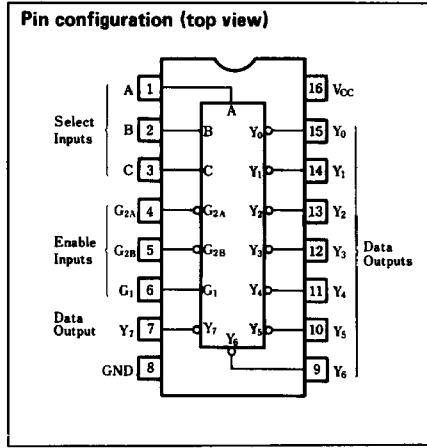 Pin configuration (top view)
A 1 16 VCC
A
Select Inputs
B 2 B Y0 15 Y0
C 3 C Y1 14 Y1
G2A 4 G2A Y2 13 Y2
Enable Inputs
G2B 5 G2B Y3 12 Y3
Data Outputs
G1 6 G1 Y4 11 Y4
Data Output
Y7 7 Y7 Y5 10 Y5
Y6
GND 8 9 Y6